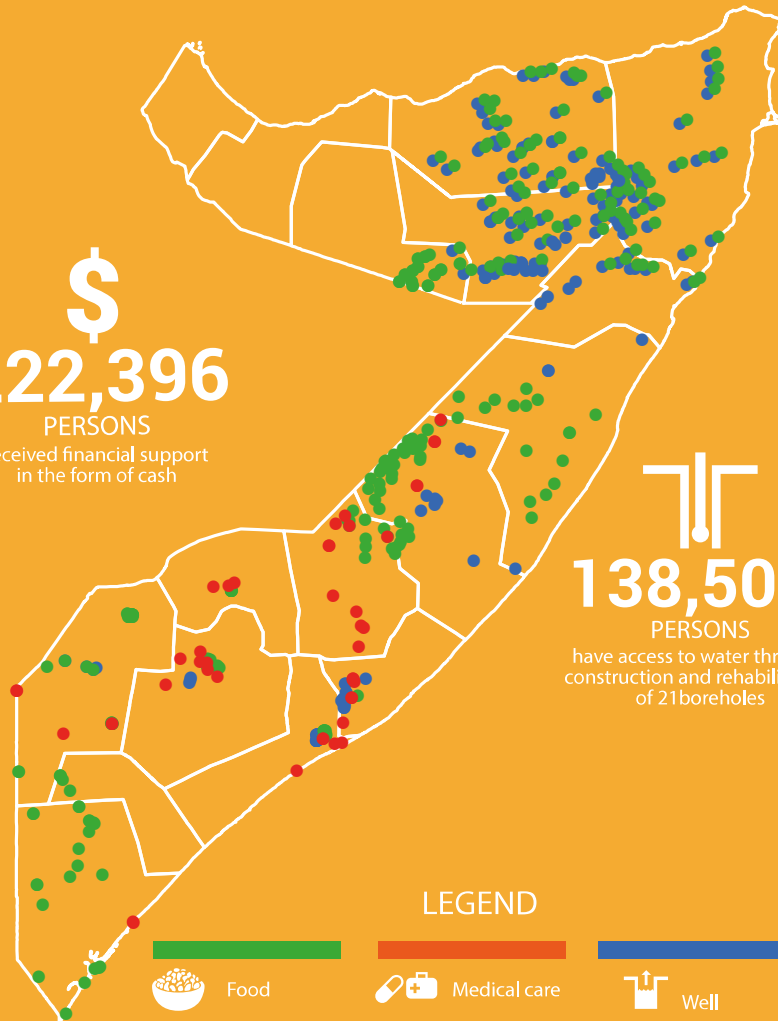 $
22,396
PERSONS
eceived financial support
in the form of cash
138,50
PERSONS
have access to water thr
construction and rehabili
of 21boreholes
LEGEND
Food
Medical care
Well